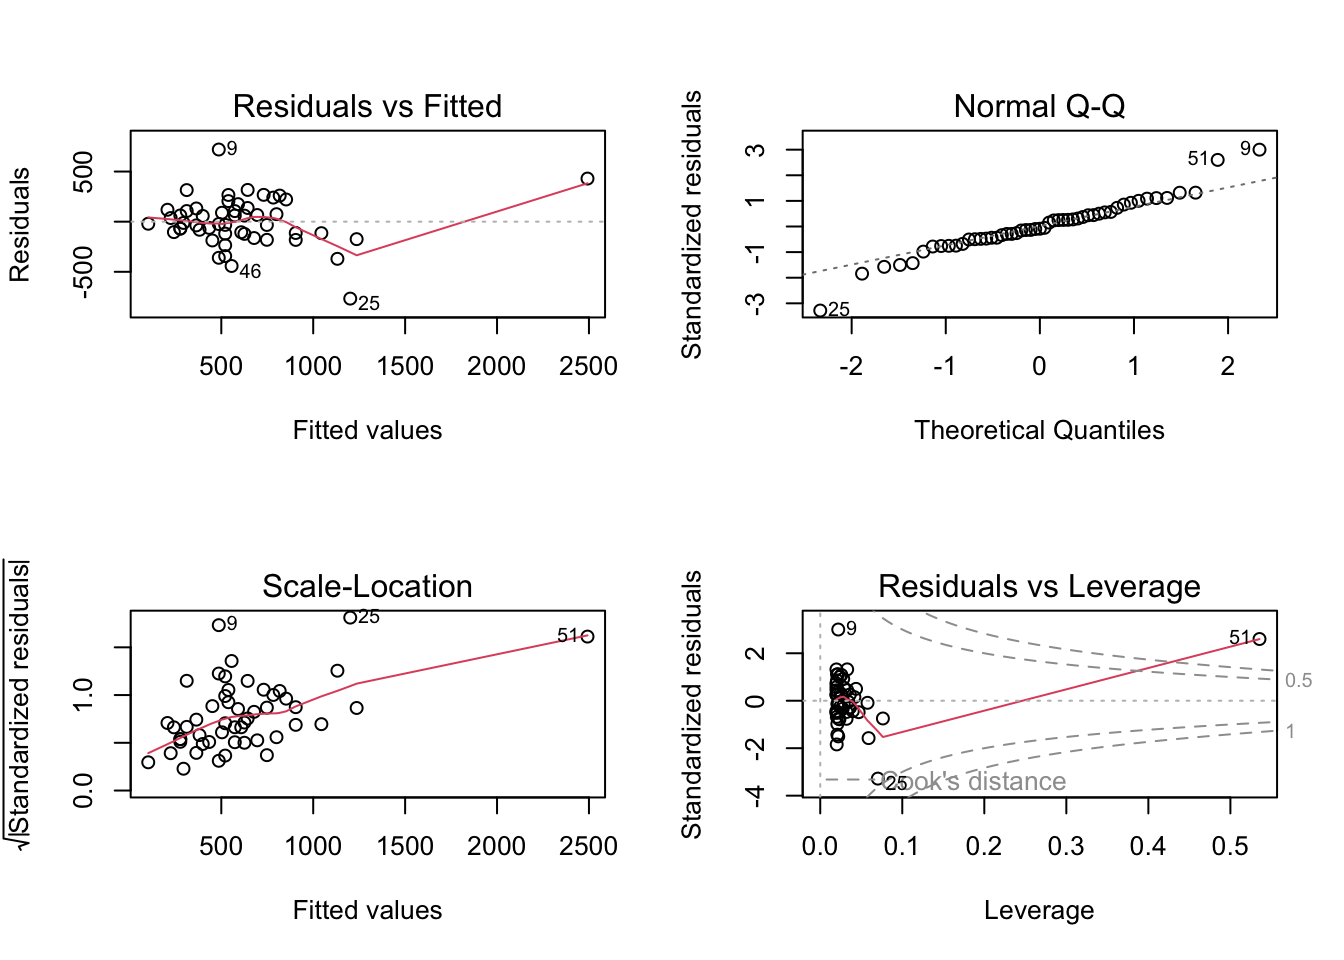 Residuals vs Fitted
Residuals
500
-500
9
46
25
500 1000 1500 2000 2500
Fitted values
Normal Q-Q
Standardized residuals
3
1
-1
-3
51
9
25
-2 -1 0 1 2
Theoretical Quantiles
Scale-Location
√|Standardized residuals|
1.0
0.0
9
25
51
500 1000 1500 2000 2500
Fitted values
Residuals vs Leverage
Standardized residuals
2
0
-2
-4
9
51
0.5
1
25
Cook's distance
0.0 0.1 0.2 0.3 0.4 0.5
Leverage